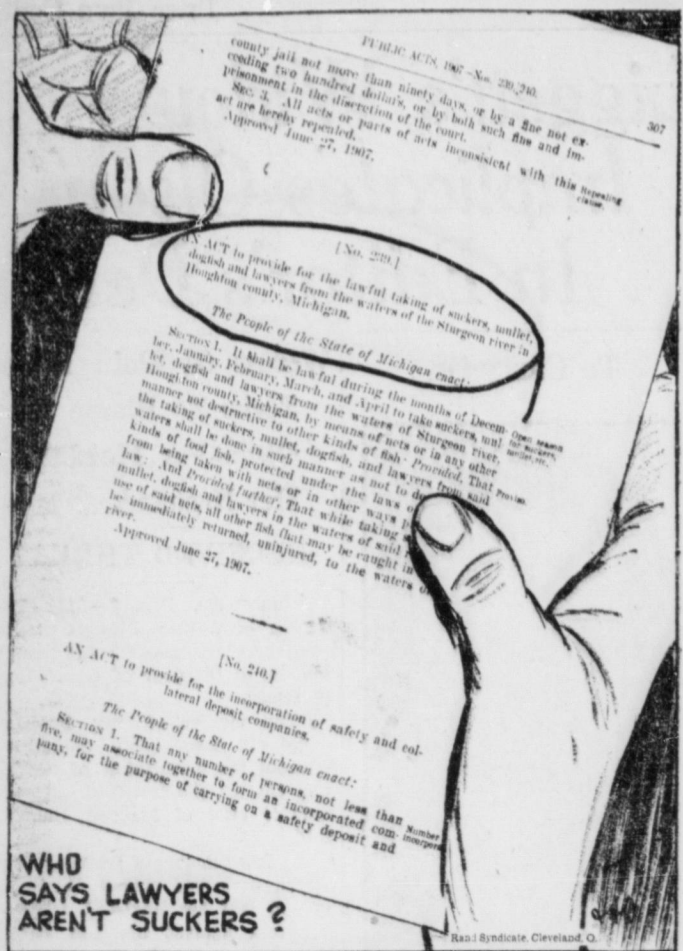 PUBLIC ACTS, 1907—No. 239, 240.
307
county jail not more than ninety days, or by a fine not ex-
ceeding two hundred dollars, or by both such fine and im-
prisonment in the discretion of the court.
SEC. 3. All acts or parts of acts inconsistent with this
act are hereby repealed.
Repealing
clause.
Approved June 27, 1907.
[No. 239.]
AN ACT to provide for the lawful taking of suckers, mullet,
dogfish and lawyers from the waters of the Sturgeon river in
Houghton county, Michigan.
The People of the State of Michigan enact:
SECTION 1. It shall be lawful during the months of Decem-
ber, January, February, March, and April to take suckers, mul-
let, dogfish and lawyers from the waters of Sturgeon river,
Houghton county, Michigan, by means of nets or in any other
manner not destructive to other kinds of fish: Provided, That
the taking of suckers, mullet, dogfish, and lawyers from said
waters shall be done in such manner as not to
kinds of food fish, protected under the laws
from being taken with nets or in other ways
law: And Provided further, That while taking
mullet, dogfish and lawyers in the waters of said
use of said nets, all other fish that may be caught in
be immediately returned, uninjured, to the waters
river.
Open season
for suckers,
mullet, etc.
Proviso.
Approved June 27, 1907.
[No. 240.]
AN ACT to provide for the incorporation of safety and col-
lateral deposit companies.
The People of the State of Michigan enact:
SECTION 1. That any number of persons, not less than
five, may associate together to form an incorporated com-
pany, for the purpose of carrying on a safety deposit and
Number
WHO
SAYS LAWYERS
AREN'T SUCKERS?
Rand Syndicate, Cleveland, O.